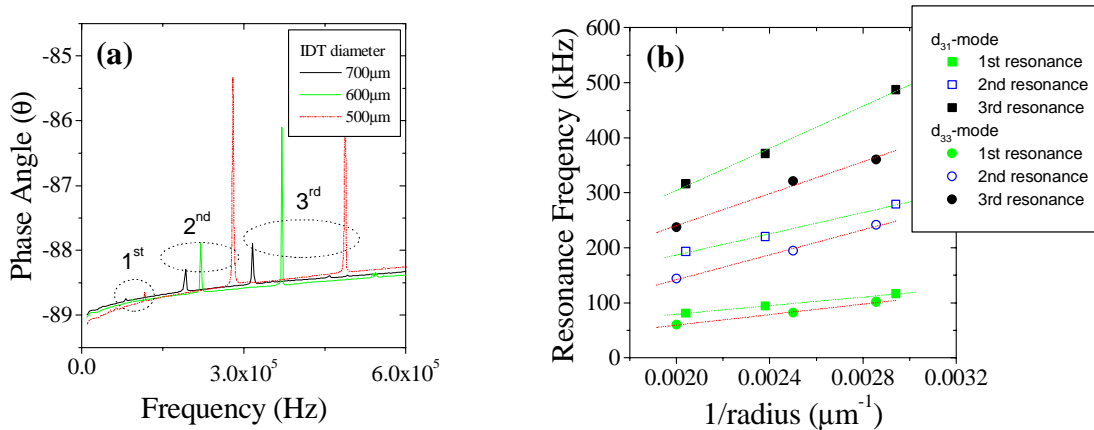 (a)
IDT diameter
700μm
600μm
500μm
1st
2nd
3rd
-85
-86
-87
-88
-89
Phase Angle (θ)
0.0
3.0x10^5
6.0x10^5
Frequency (Hz)
(b)
600
500
400
300
200
100
0
Resonance Freqency (kHz)
0.0020
0.0024
0.0028
0.0032
1/radius (μm^-1)
d31-mode
1st resonance
2nd resonance
3rd resonance
d33-mode
1st resonance
2nd resonance
3rd resonance